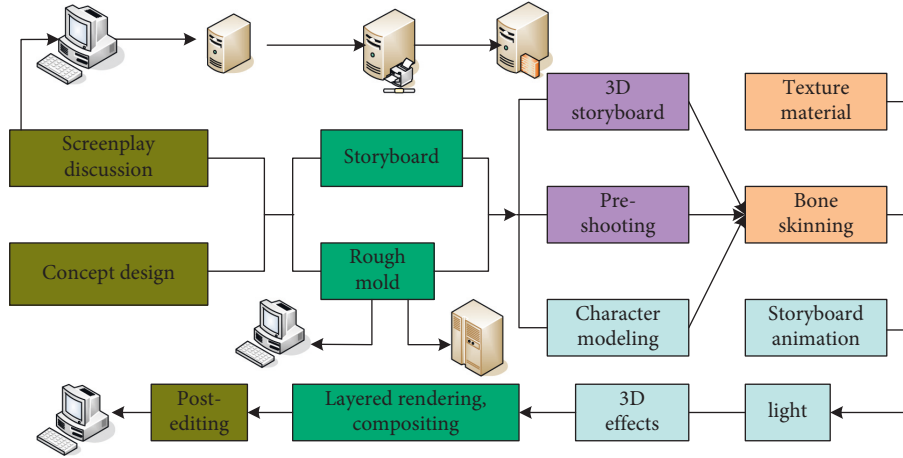 Screenplay
discussion
Concept design
Storyboard
Rough
mold
3D
storyboard
Pre-
shooting
Character
modeling
Texture
material
Bone
skinning
Storyboard
animation
Post-
editing
Layered rendering,
compositing
3D
effects
light